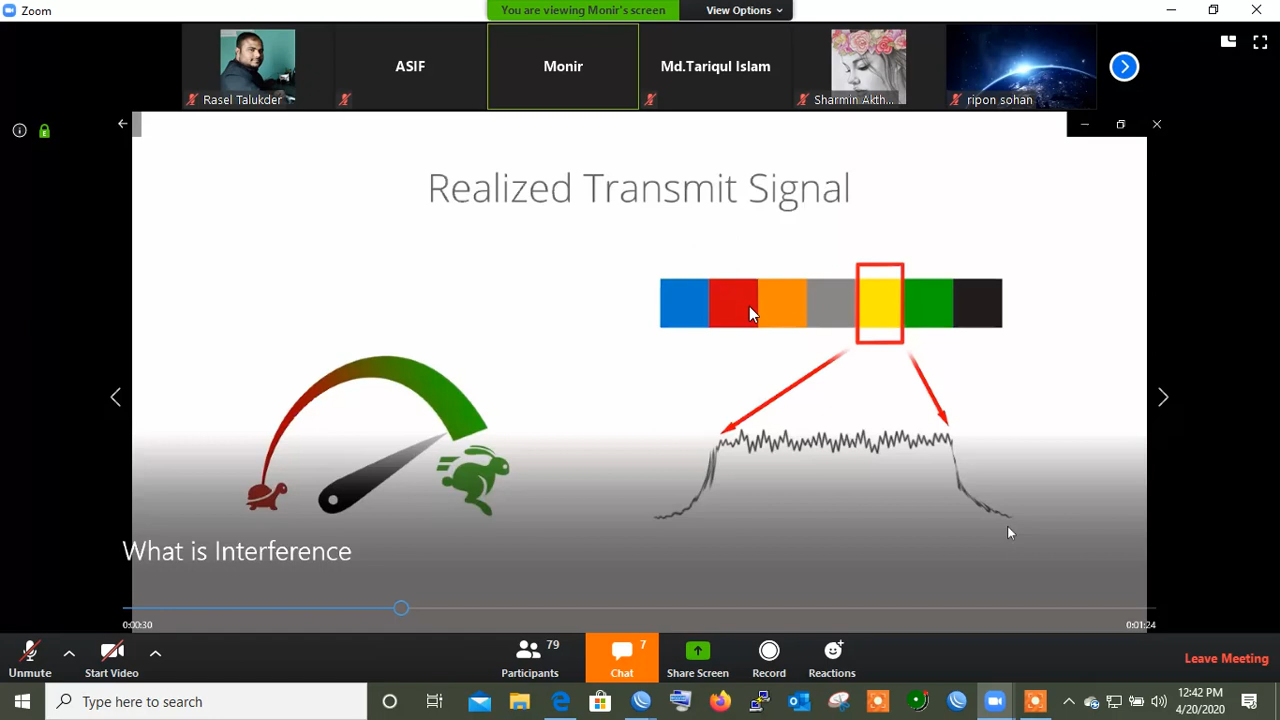 Zoom
You are viewing Monir's screen
View Options
Rasel Talukder
ASIF
Monir
Md.Tariqul Islam
Sharmin Akth...
ripon sohan
Realized Transmit Signal
What is Interference
0:00:30
0:01:24
Unmute
Start Video
79
Participants
7
Chat
Share Screen
Record
Reactions
Leave Meeting
Type here to search
12:42 PM
4/20/2020